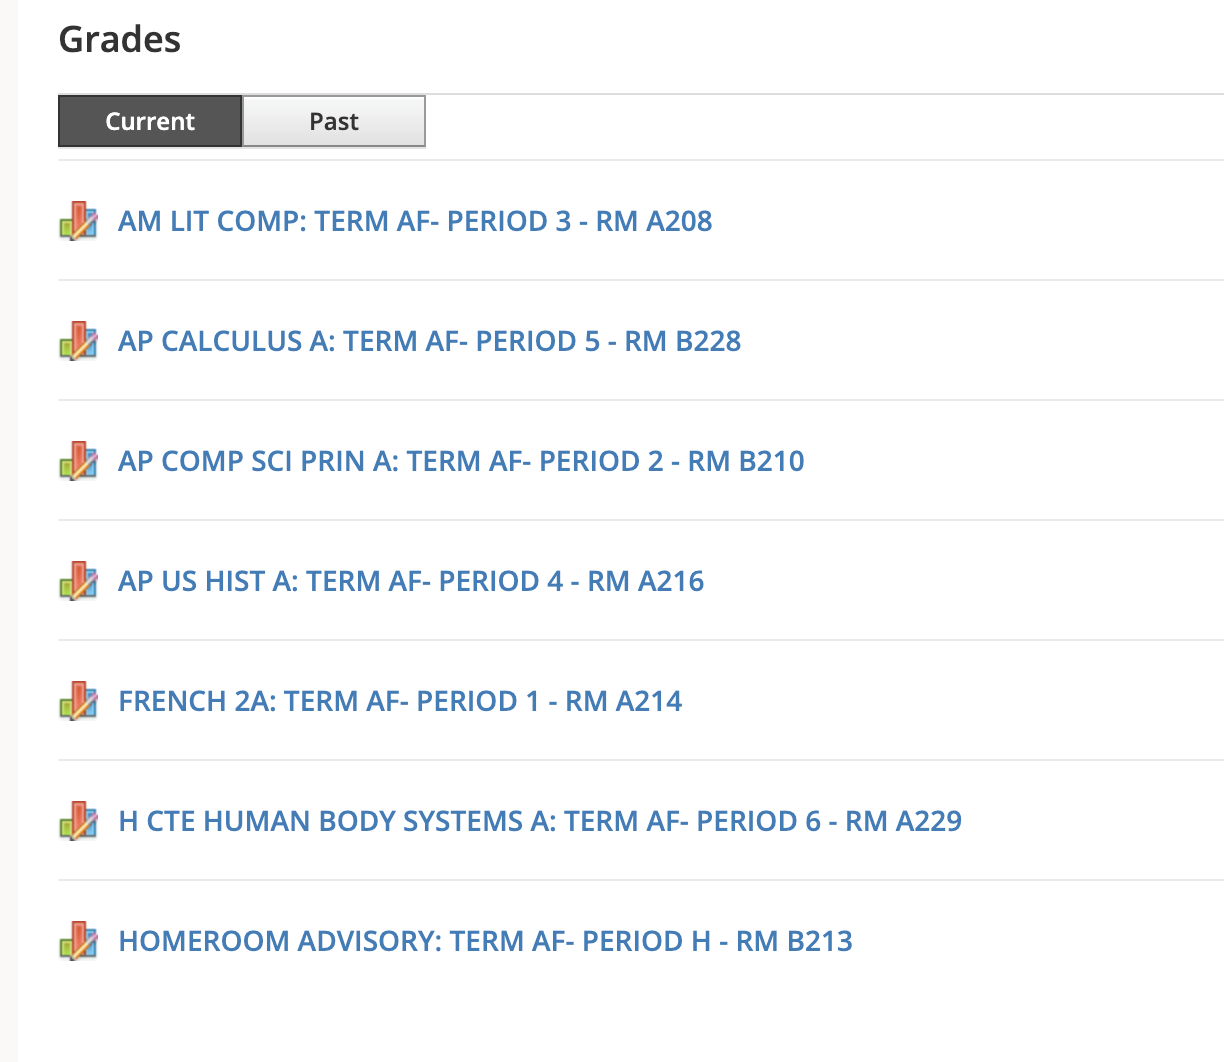 Grades
Current Past
AM LIT COMP: TERM AF- PERIOD 3 - RM A208
AP CALCULUS A: TERM AF- PERIOD 5 - RM B228
AP COMP SCI PRIN A: TERM AF- PERIOD 2 - RM B210
AP US HIST A: TERM AF- PERIOD 4 - RM A216
FRENCH 2A: TERM AF- PERIOD 1 - RM A214
H CTE HUMAN BODY SYSTEMS A: TERM AF- PERIOD 6 - RM A229
HOMEROOM ADVISORY: TERM AF- PERIOD H - RM B213